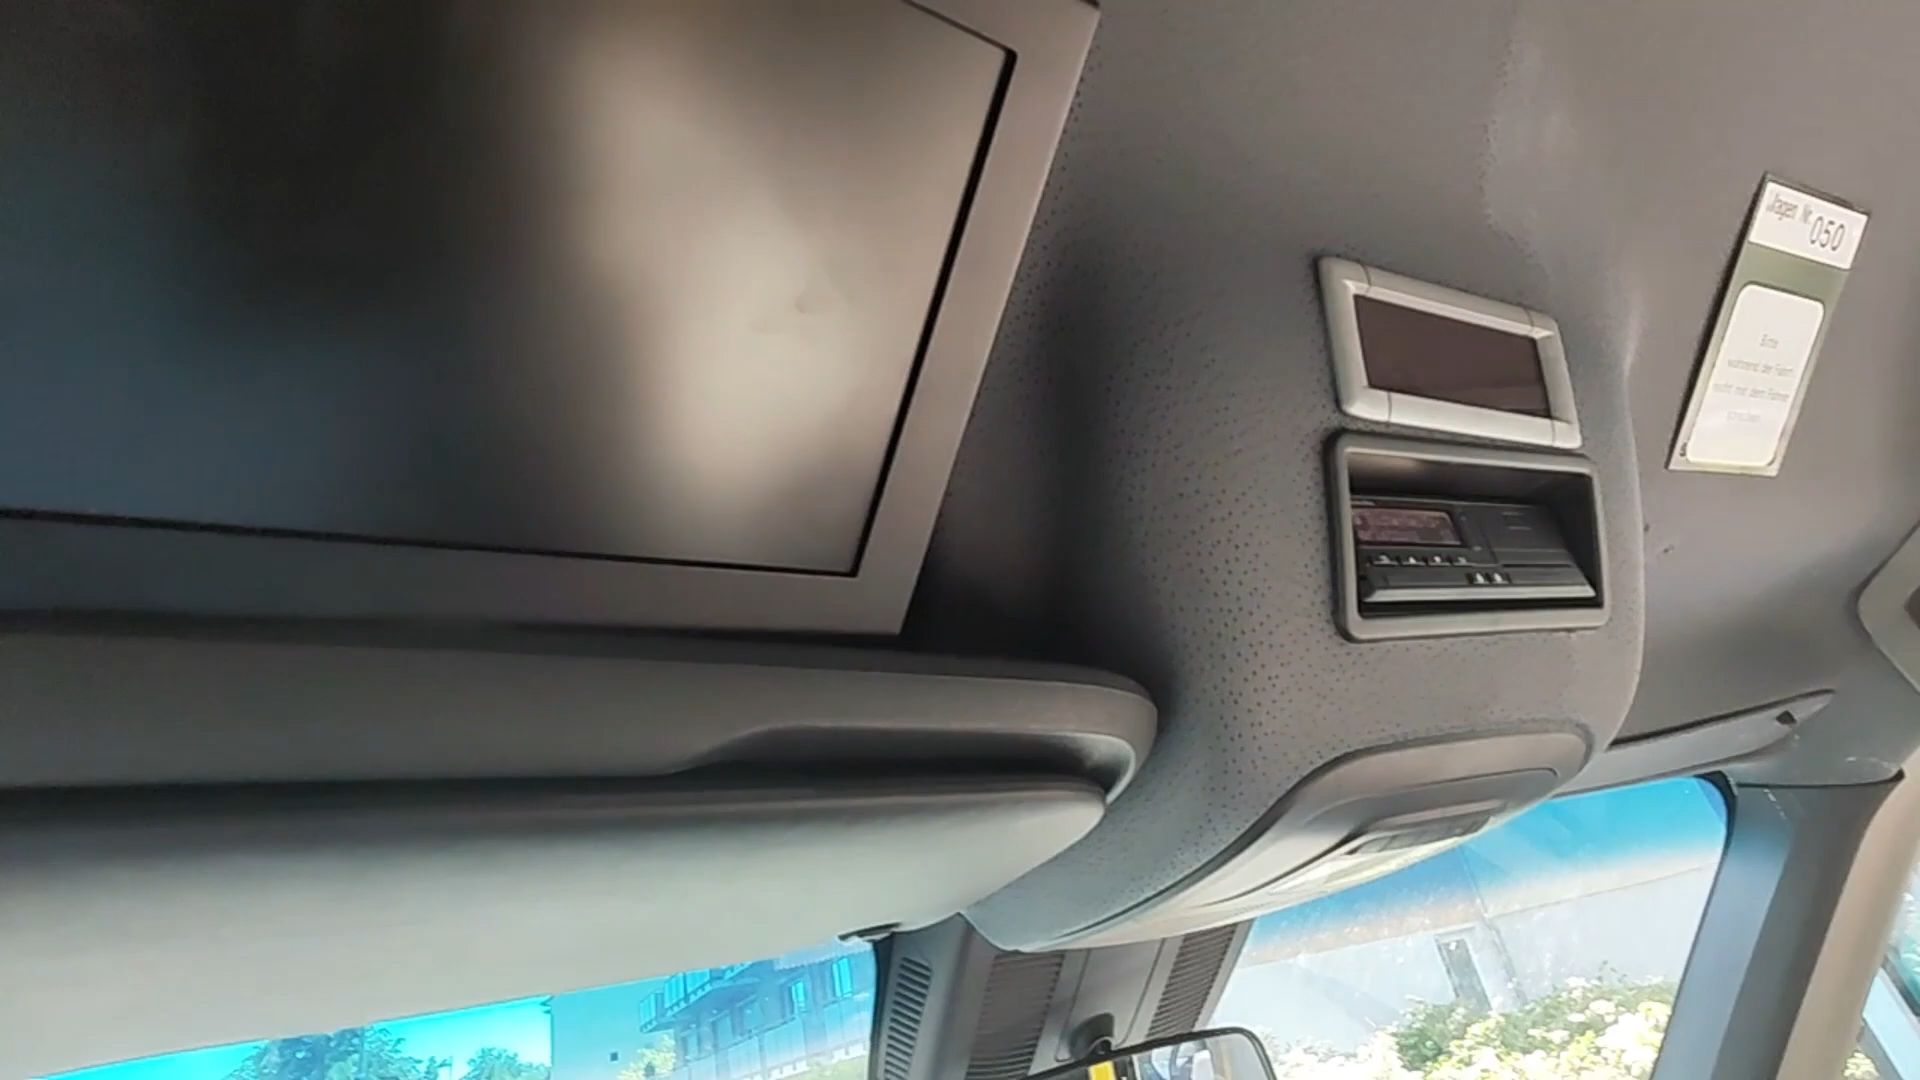 Wagen Nr. 050
Bitte
während der Fahrt
nicht mit dem Fahrer
sprechen